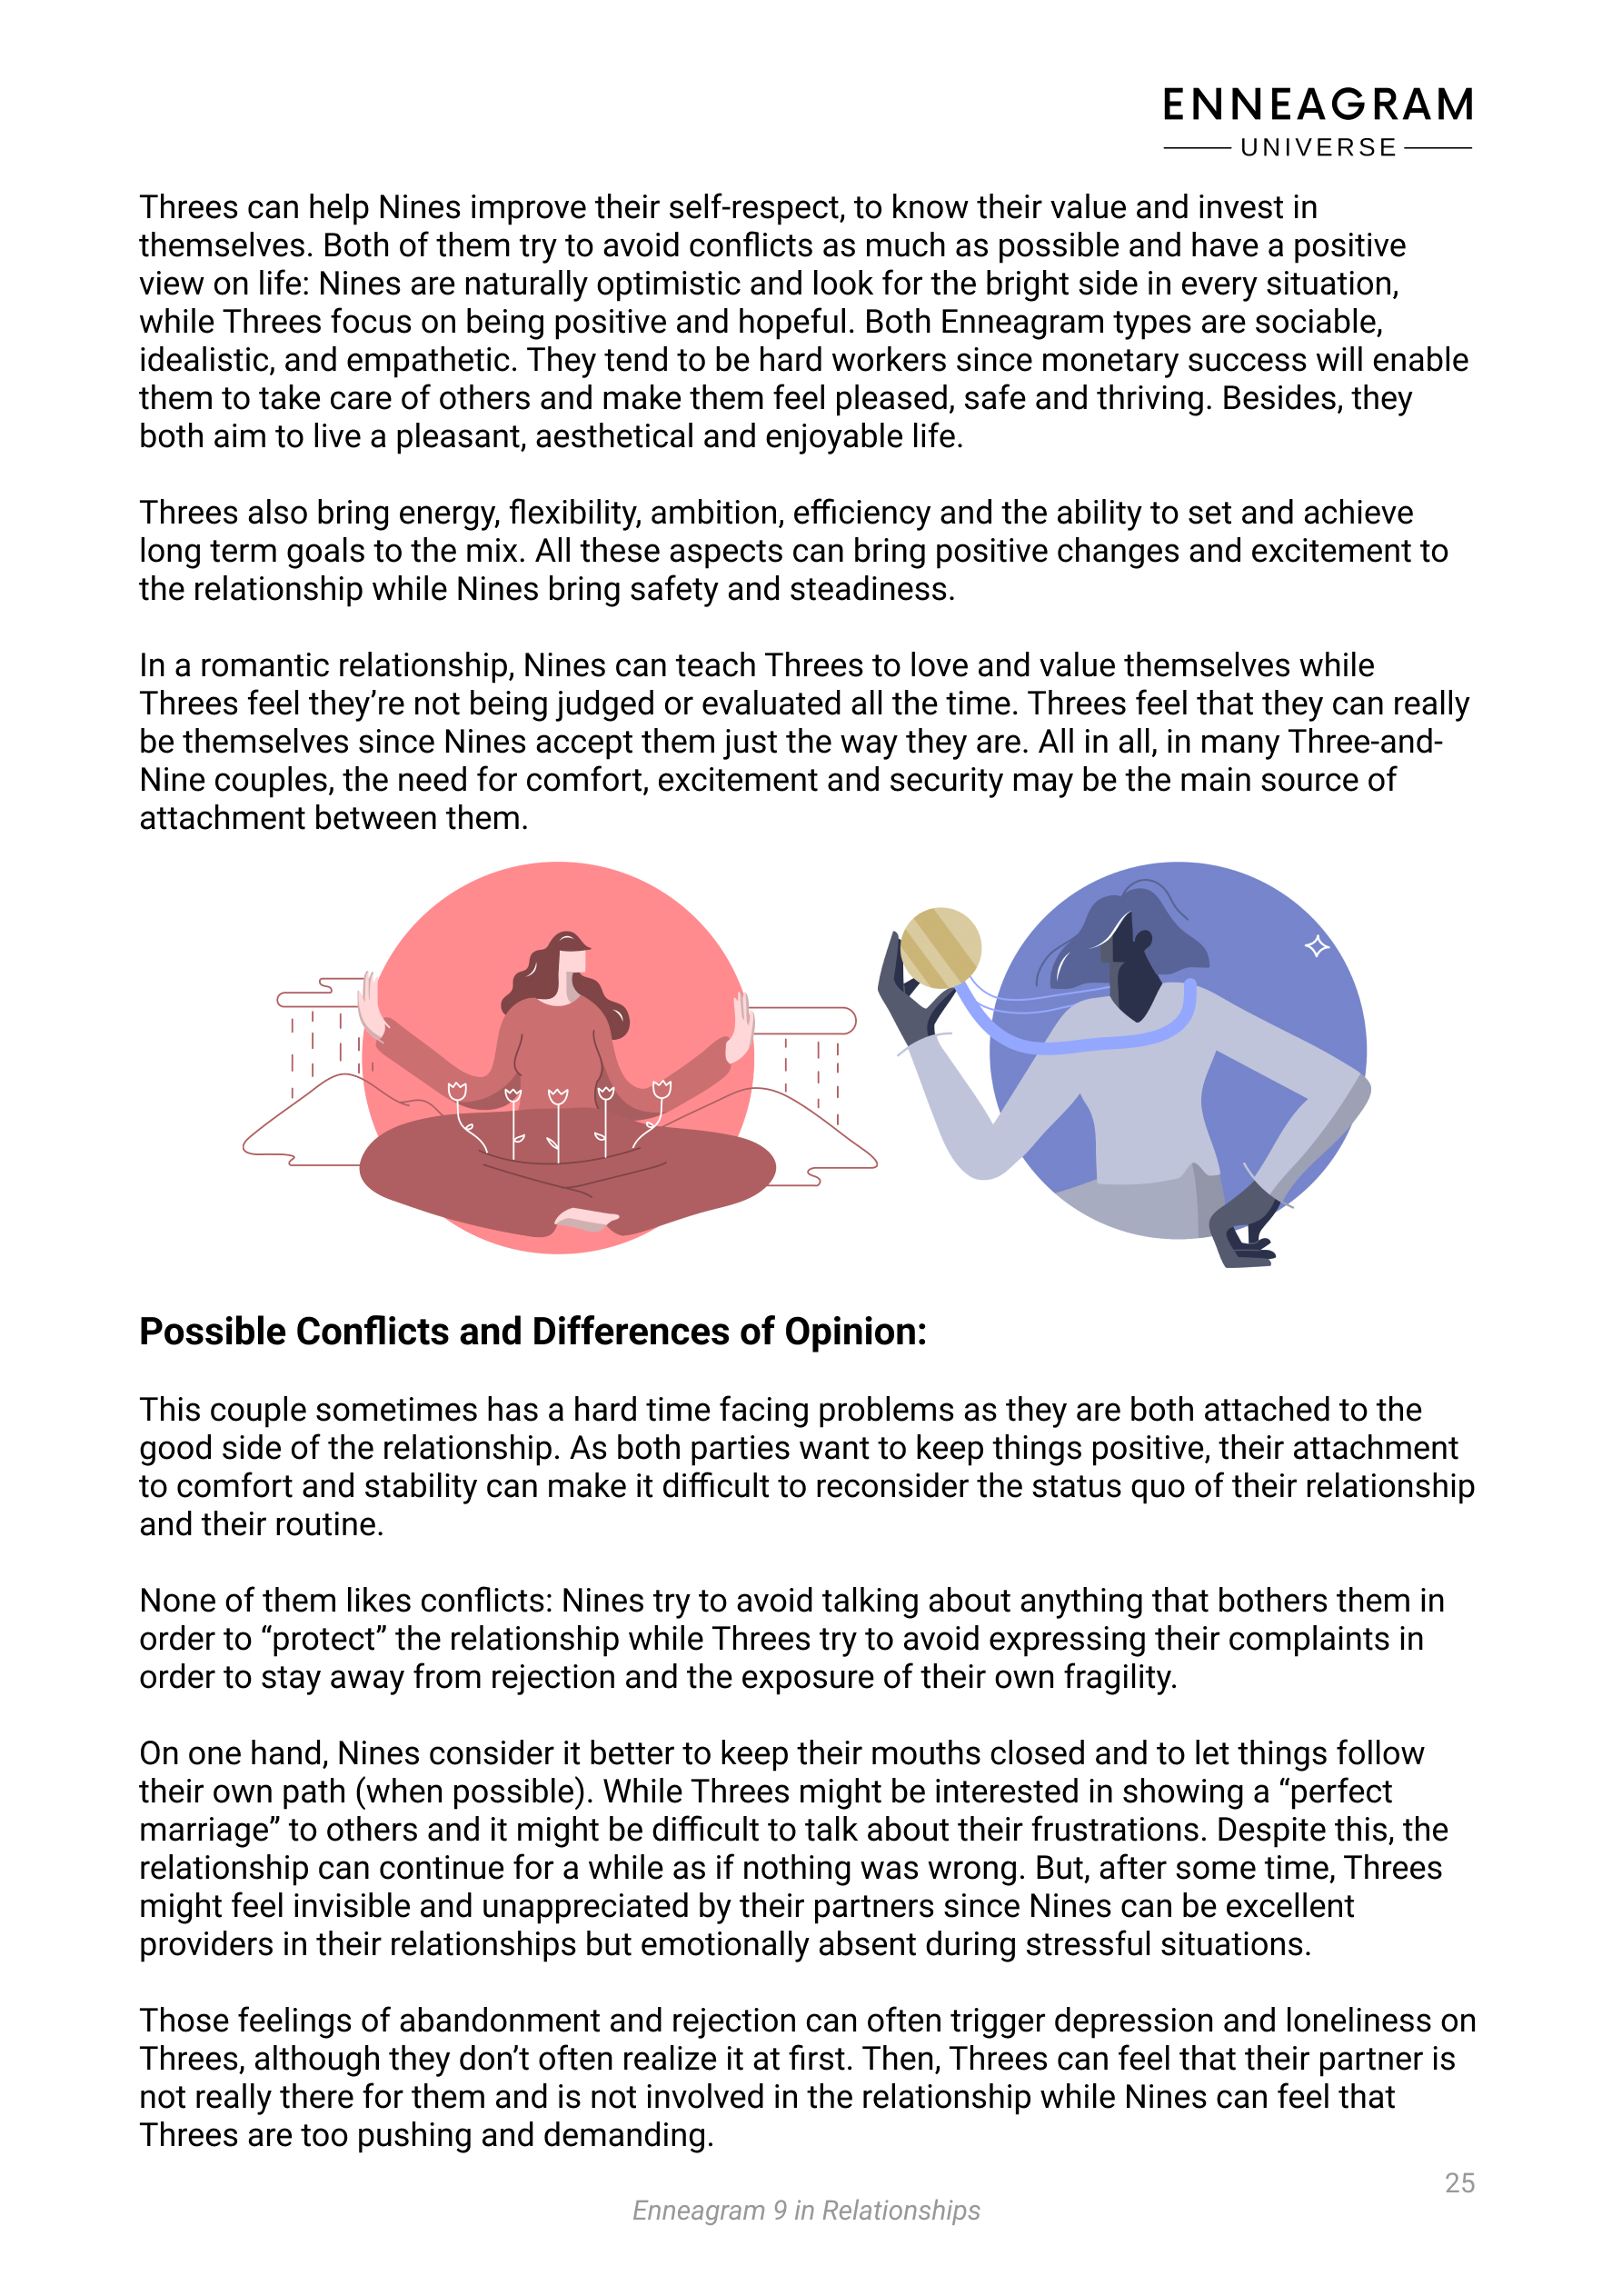 ENNEAGRAM
UNIVERSE
Threes can help Nines improve their self-respect, to know their value and invest in
themselves. Both of them try to avoid conflicts as much as possible and have a positive
view on life: Nines are naturally optimistic and look for the bright side in every situation,
while Threes focus on being positive and hopeful. Both Enneagram types are sociable,
idealistic, and empathetic. They tend to be hard workers since monetary success will enable
them to take care of others and make them feel pleased, safe and thriving. Besides, they
both aim to live a pleasant, aesthetical and enjoyable life.
Threes also bring energy, flexibility, ambition, efficiency and the ability to set and achieve
long term goals to the mix. All these aspects can bring positive changes and excitement to
the relationship while Nines bring safety and steadiness.
In a romantic relationship, Nines can teach Threes to love and value themselves while
Threes feel they’re not being judged or evaluated all the time. Threes feel that they can really
be themselves since Nines accept them just the way they are. All in all, in many Three-and-
Nine couples, the need for comfort, excitement and security may be the main source of
attachment between them.
Possible Conflicts and Differences of Opinion:
This couple sometimes has a hard time facing problems as they are both attached to the
good side of the relationship. As both parties want to keep things positive, their attachment
to comfort and stability can make it difficult to reconsider the status quo of their relationship
and their routine.
None of them likes conflicts: Nines try to avoid talking about anything that bothers them in
order to “protect” the relationship while Threes try to avoid expressing their complaints in
order to stay away from rejection and the exposure of their own fragility.
On one hand, Nines consider it better to keep their mouths closed and to let things follow
their own path (when possible). While Threes might be interested in showing a “perfect
marriage” to others and it might be difficult to talk about their frustrations. Despite this, the
relationship can continue for a while as if nothing was wrong. But, after some time, Threes
might feel invisible and unappreciated by their partners since Nines can be excellent
providers in their relationships but emotionally absent during stressful situations.
Those feelings of abandonment and rejection can often trigger depression and loneliness on
Threes, although they don’t often realize it at first. Then, Threes can feel that their partner is
not really there for them and is not involved in the relationship while Nines can feel that
Threes are too pushing and demanding.
25
Enneagram 9 in Relationships